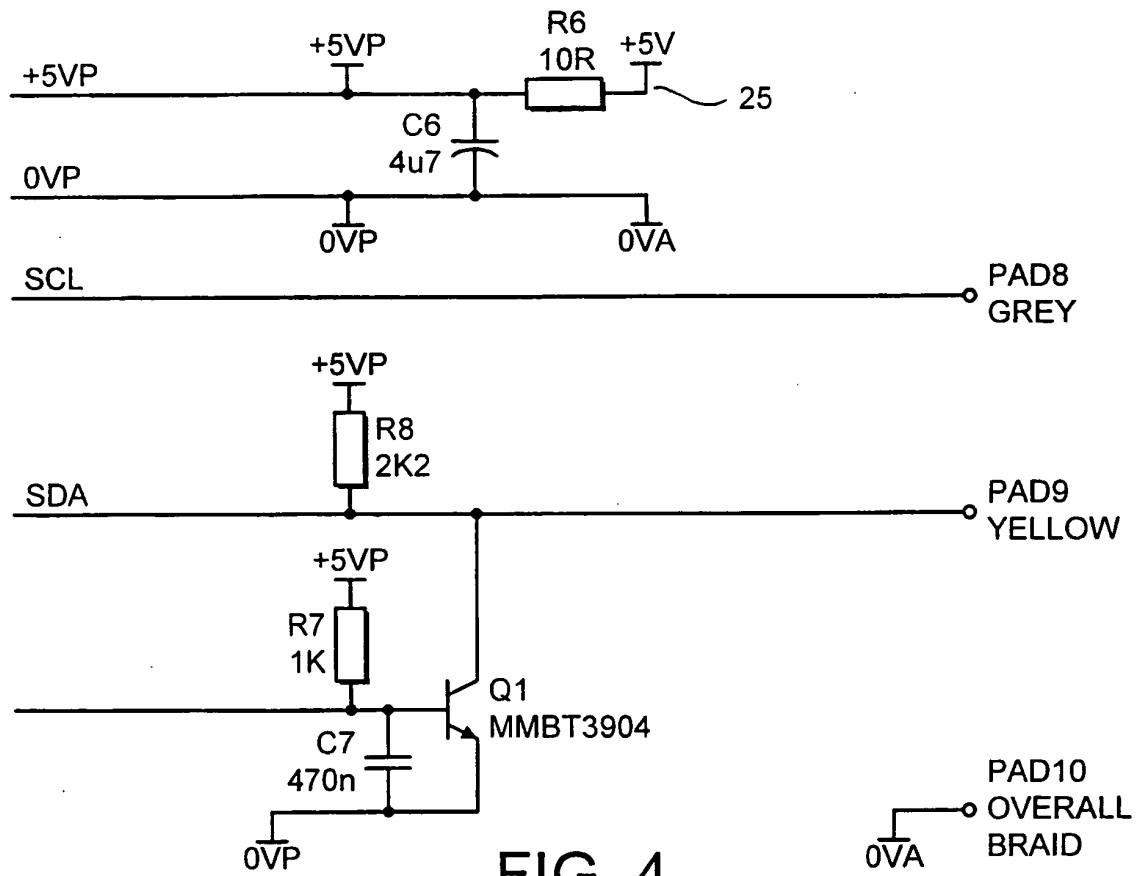 R6
10R
+5V
+5VP
+5VP
25
C6
4u7
0VP
0VP
0VA
SCL
PAD8
GREY
+5VP
R8
2K2
SDA
PAD9
YELLOW
+5VP
R7
1K
Q1
MMBT3904
C7
470n
PAD10
OVERALL
BRAID
0VP
0VA
FIG. 4